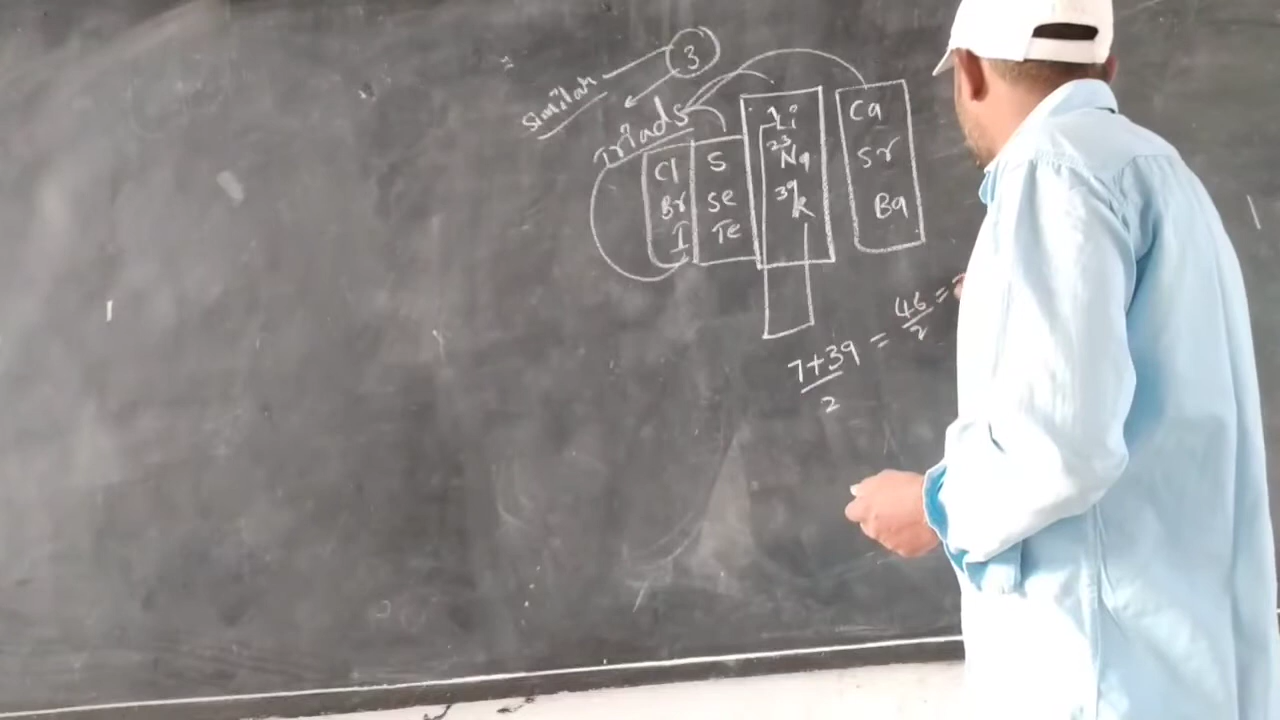 3
similar
Triads
Cl
Br
I
S
Se
Te
Li
23 Na
39 K
Ca
Sr
Ba
7+39/2 = 46/2 =